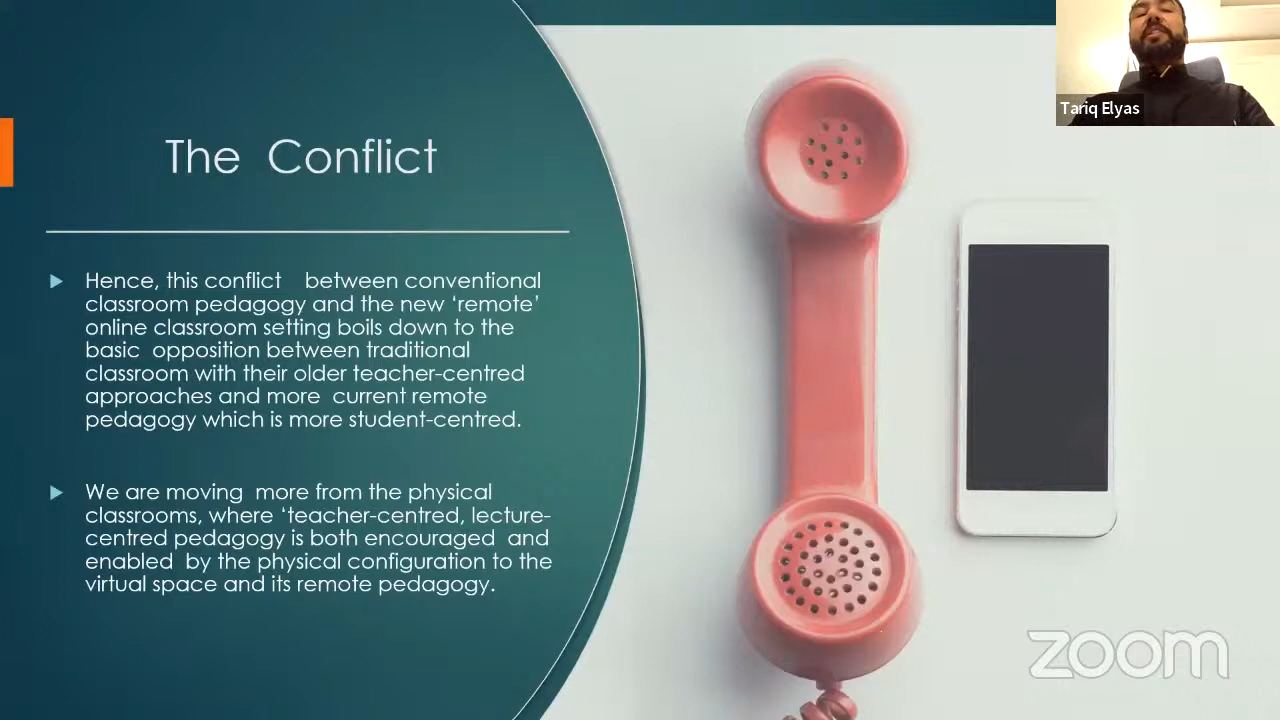 The Conflict
Hence, this conflict between conventional
classroom pedagogy and the new ‘remote’
online classroom setting boils down to the
basic opposition between traditional
classroom with their older teacher-centred
approaches and more current remote
pedagogy which is more student-centred.
We are moving more from the physical
classrooms, where ‘teacher-centred, lecture-
centred pedagogy is both encouraged and
enabled by the physical configuration to the
virtual space and its remote pedagogy.
Tariq Elyas
zoom